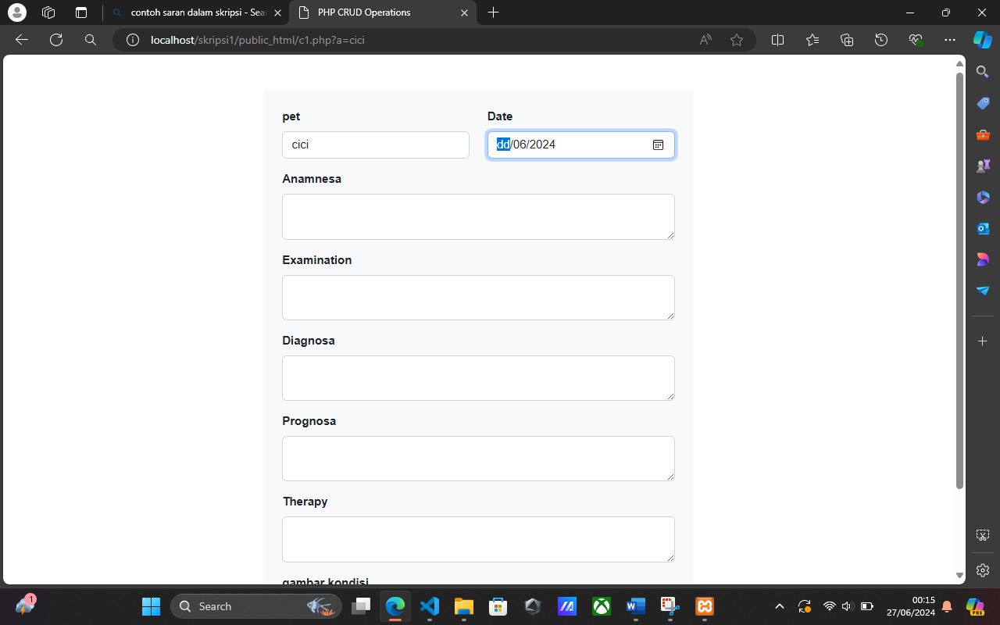 contoh saran dalam skripsi - Sear
PHP CRUD Operations
localhost/skripsi1/public_html/c1.php?a=cici
pet
Date
cici
dd/06/2024
Anamnesa
Examination
Diagnosa
Prognosa
Therapy
gambar kondisi
1
Search
00:15
27/06/2024
PRE